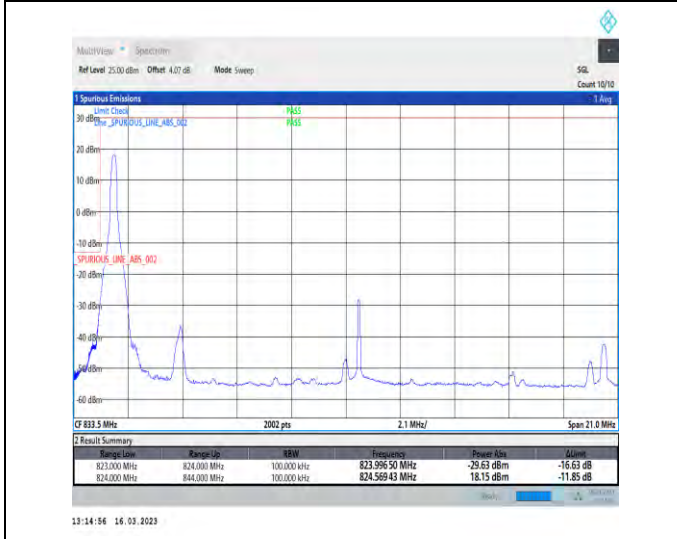 MultiView Spectrum
Ref Level 25.00 dBm Offset 4.07 dB Mode Sweep SGL
Count 10/10
1 Spurious Emissions 1 Avg
Limit Check PASS
30 dBm Line _SPURIOUS_LINE_ABS_002 PASS
20 dBm
10 dBm
0 dBm
-10 dBm
_SPURIOUS_LINE_ABS_002
-20 dBm
-30 dBm
-40 dBm
-50 dBm
-60 dBm
CF 833.5 MHz 2002 pts 2.1 MHz/ Span 21.0 MHz
2 Result Summary
Range Low Range Up RBW Frequency Power Abs ΔLimit
823.000 MHz 824.000 MHz 100.000 kHz 823.99650 MHz -29.63 dBm -16.63 dB
824.000 MHz 844.000 MHz 100.000 kHz 824.56943 MHz 18.15 dBm -11.85 dB
Ready
13:14:56 16.03.2023